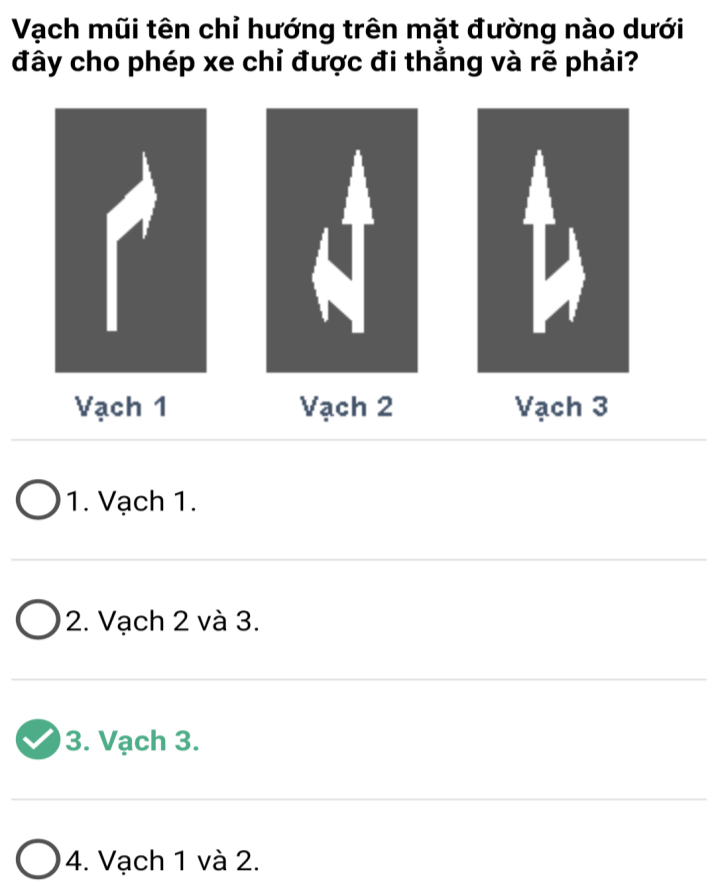 Vạch mũi tên chỉ hướng trên mặt đường nào dưới
đây cho phép xe chỉ được đi thẳng và rẽ phải?
Vạch 1
Vạch 2
Vạch 3
1. Vạch 1.
2. Vạch 2 và 3.
3. Vạch 3.
4. Vạch 1 và 2.